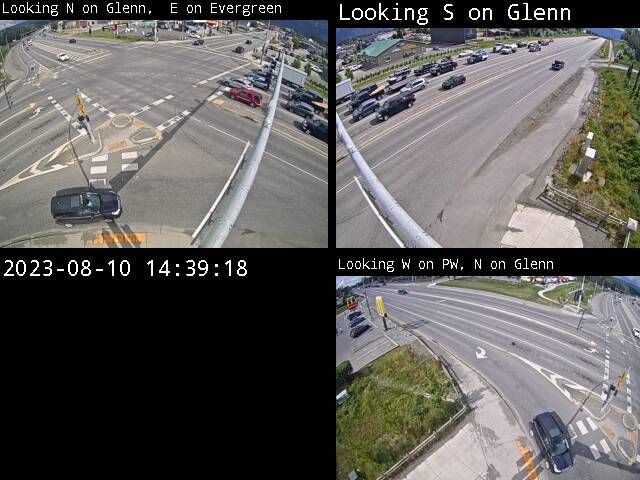 Looking N on Glenn, E on Evergreen
Looking S on Glenn
2023-08-10 14:39:18
Looking W on PW, N on Glenn